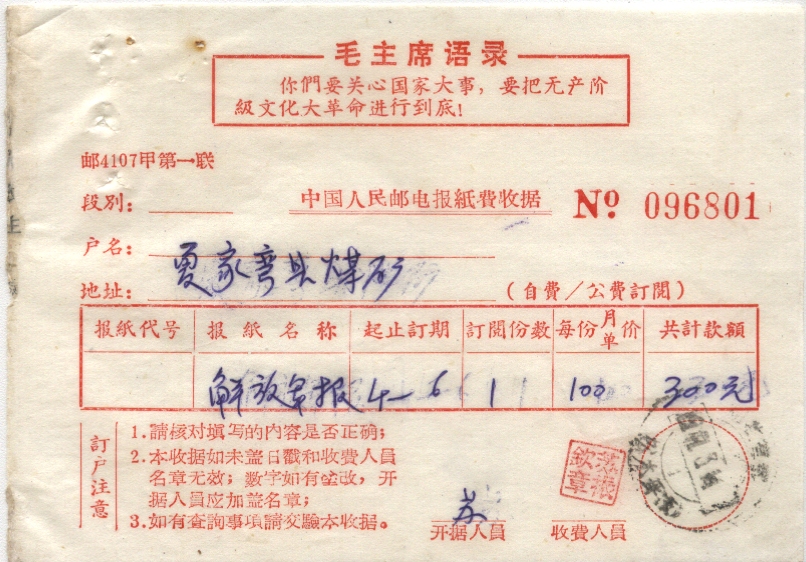 毛主席语录
你們要关心国家大事，要把无产阶
級文化大革命进行到底！
邮4107甲第一联
段別：
中国人民邮电报紙費收据
№ 096801
户名：
夏家弯县煤矿
地址：
（自費／公費訂閱）
报纸代号 报紙名称 起止訂期 訂閱份数 每份月单价 共計款額
解放军报 4-6 1 100 300元
訂户注意
1.請核对填写的内容是否正确；
2.本收据如未盖日戳和收費人員
名章无效；数字如有塗改，开
据人員应加盖名章；
3.如有查詢事項請交驗本收据。
苏
开据人員 收費人員